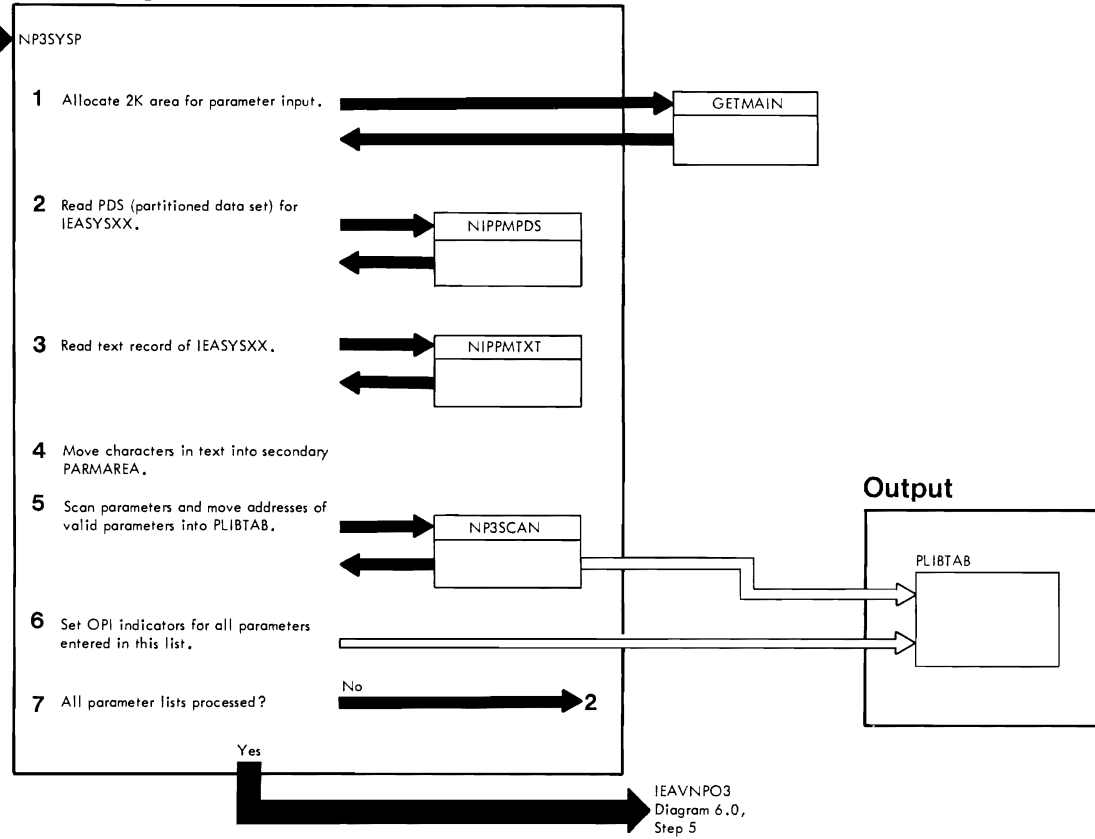 NP3SYSP
1 Allocate 2K area for parameter input.
GETMAIN
2 Read PDS (partitioned data set) for
IEASYSXX.
NIPPMPDS
3 Read text record of IEASYSXX.
NIPPMTXT
4 Move characters in text into secondary
PARMAREA.
5 Scan parameters and move addresses of
valid parameters into PLIBTAB.
NP3SCAN
Output
PLIBTAB
6 Set OPI indicators for all parameters
entered in this list.
7 All parameter lists processed?
No
2
Yes
IEAVNPO3
Diagram 6.0,
Step 5